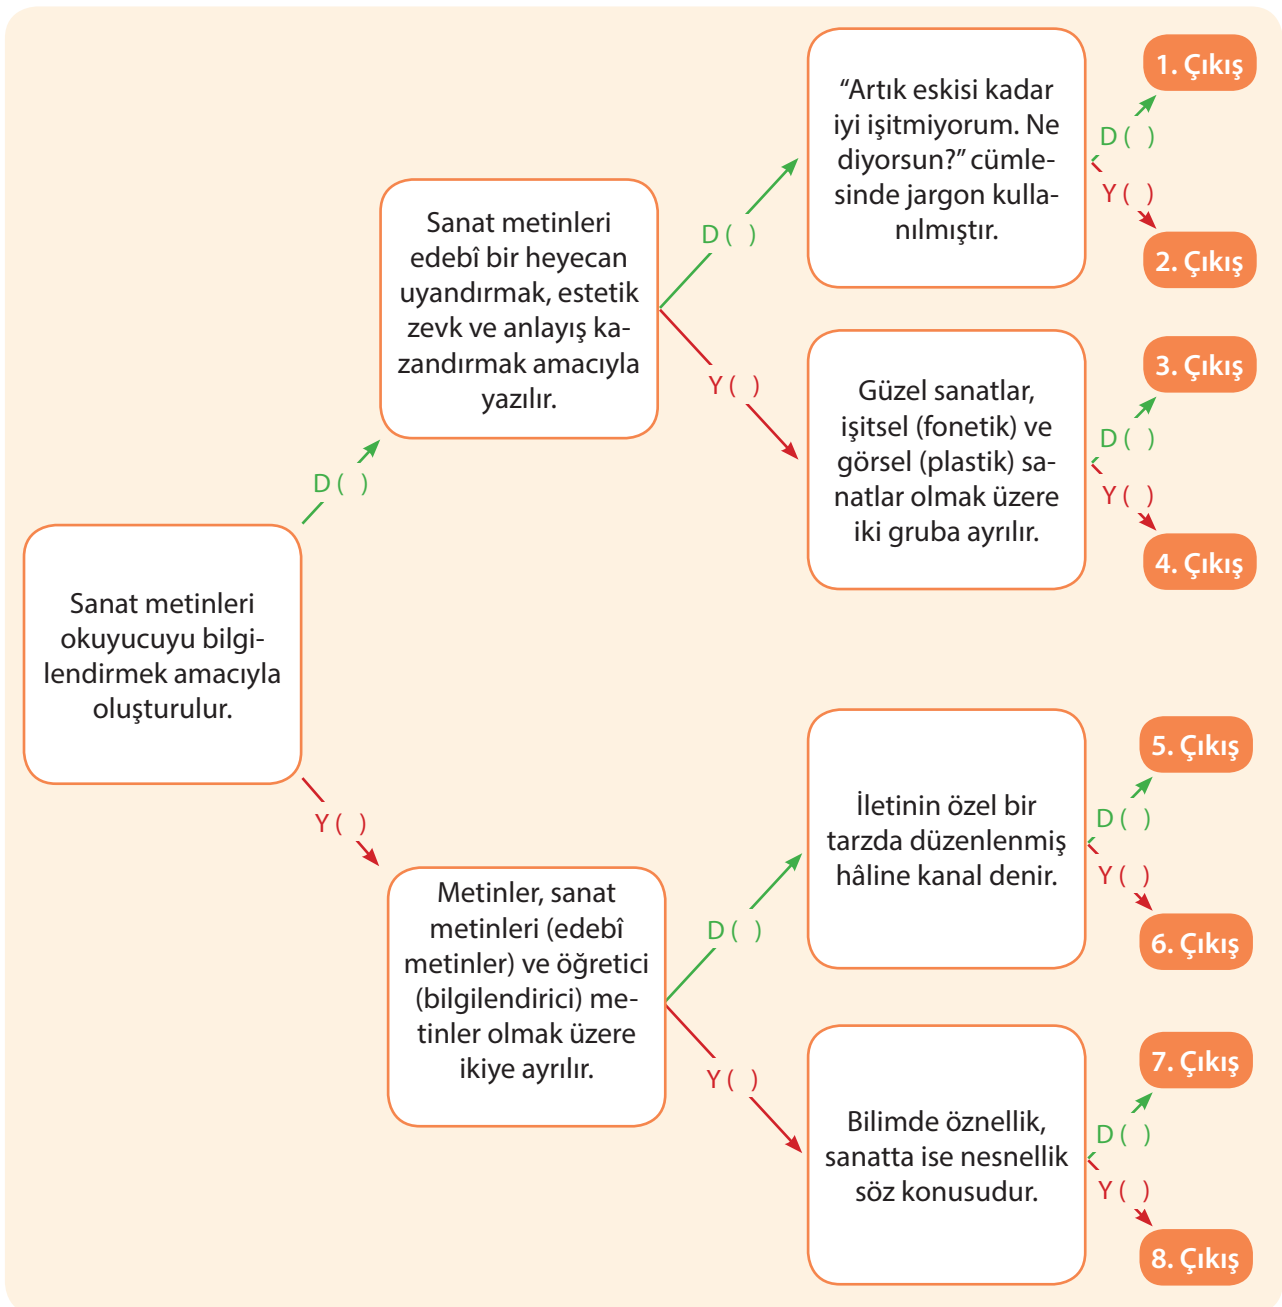 Sanat metinleri
okuyucuyu bilgi-
lendirmek amacıyla
oluşturulur.
D ( )
Y ( )
Sanat metinleri
edebî bir heyecan
uyandırmak, estetik
zevk ve anlayış ka-
zandırmak amacıyla
yazılır.
D ( )
Y ( )
“Artık eskisi kadar
iyi işitmiyorum. Ne
diyorsun?” cümle-
sinde jargon kulla-
nılmıştır.
D ( )
Y ( )
1. Çıkış
2. Çıkış
Güzel sanatlar,
işitsel (fonetik) ve
görsel (plastik) sa-
natlar olmak üzere
iki gruba ayrılır.
D ( )
Y ( )
3. Çıkış
4. Çıkış
Metinler, sanat
metinleri (edebî
metinler) ve öğretici
(bilgilendirici) me-
tinler olmak üzere
ikiye ayrılır.
D ( )
Y ( )
İletinin özel bir
tarzda düzenlenmiş
hâline kanal denir.
D ( )
Y ( )
5. Çıkış
6. Çıkış
Bilimde öznellik,
sanatta ise nesnellik
söz konusudur.
D ( )
Y ( )
7. Çıkış
8. Çıkış